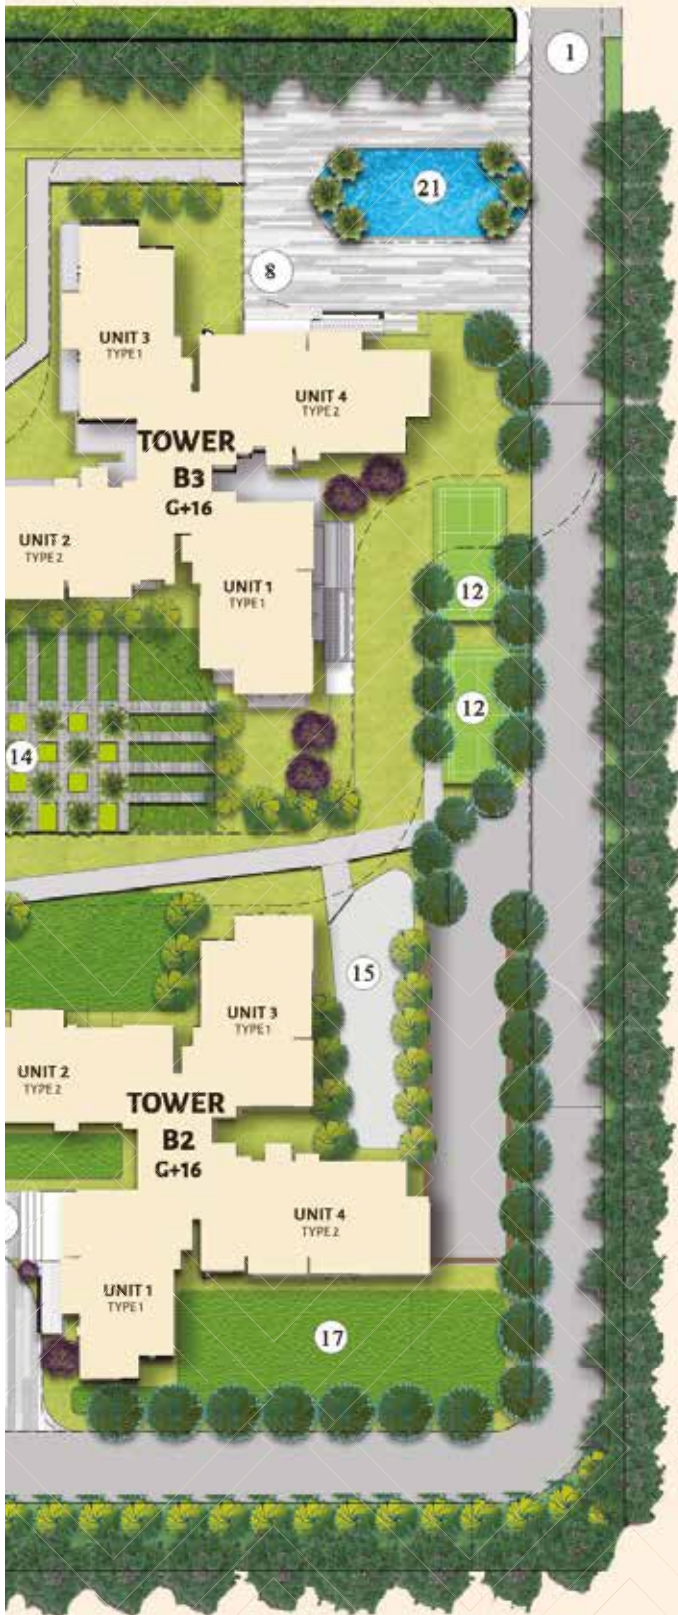 1
21
8
UNIT 3
TYPE 1
UNIT 4
TYPE 2
TOWER
B3
G+16
UNIT 2
TYPE 2
UNIT 1
TYPE 1
12
12
14
15
UNIT 3
TYPE 1
UNIT 2
TYPE 2
TOWER
B2
G+16
UNIT 4
TYPE 2
UNIT 1
TYPE 1
17